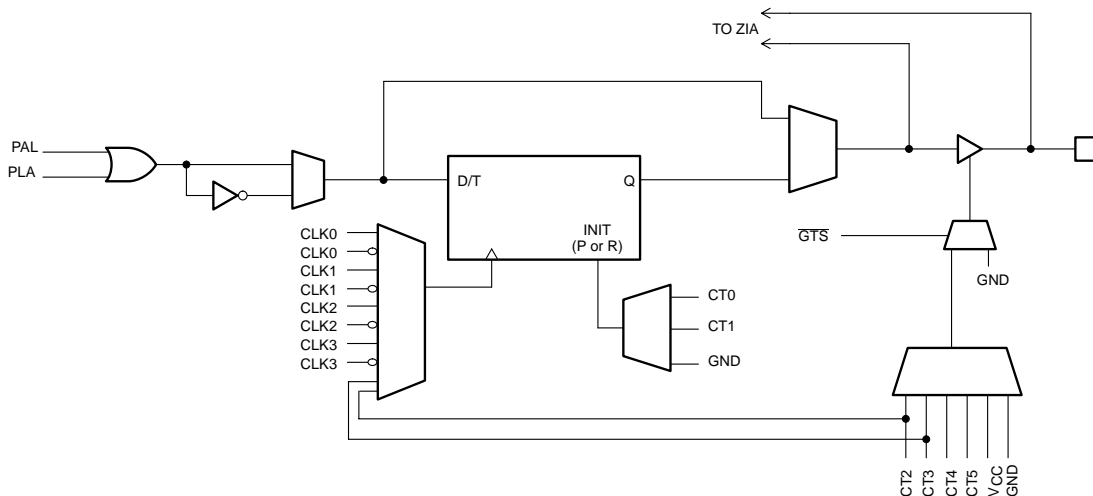 TO ZIA
PAL
PLA
D/T
Q
INIT
(P or R)
CLK0
CLK0
CLK1
CLK1
CLK2
CLK2
CLK3
CLK3
CT0
CT1
GND
GTS
GND
CT2
CT3
CT4
CT5
VCC
GND